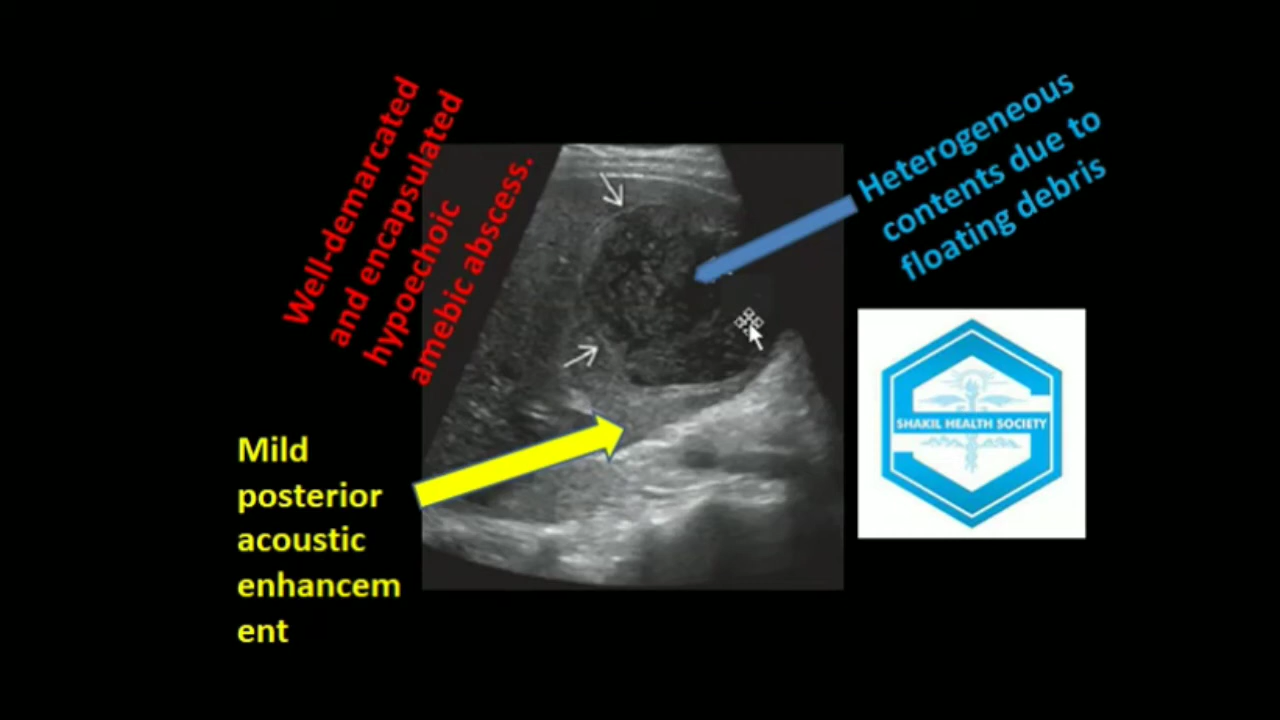 Well-demarcated
and encapsulated
hypoechoic
amebic abscess.
Heterogeneous
contents due to
floating debris
SHAKIL HEALTH SOCIETY
Mild
posterior
acoustic
enhancem
ent